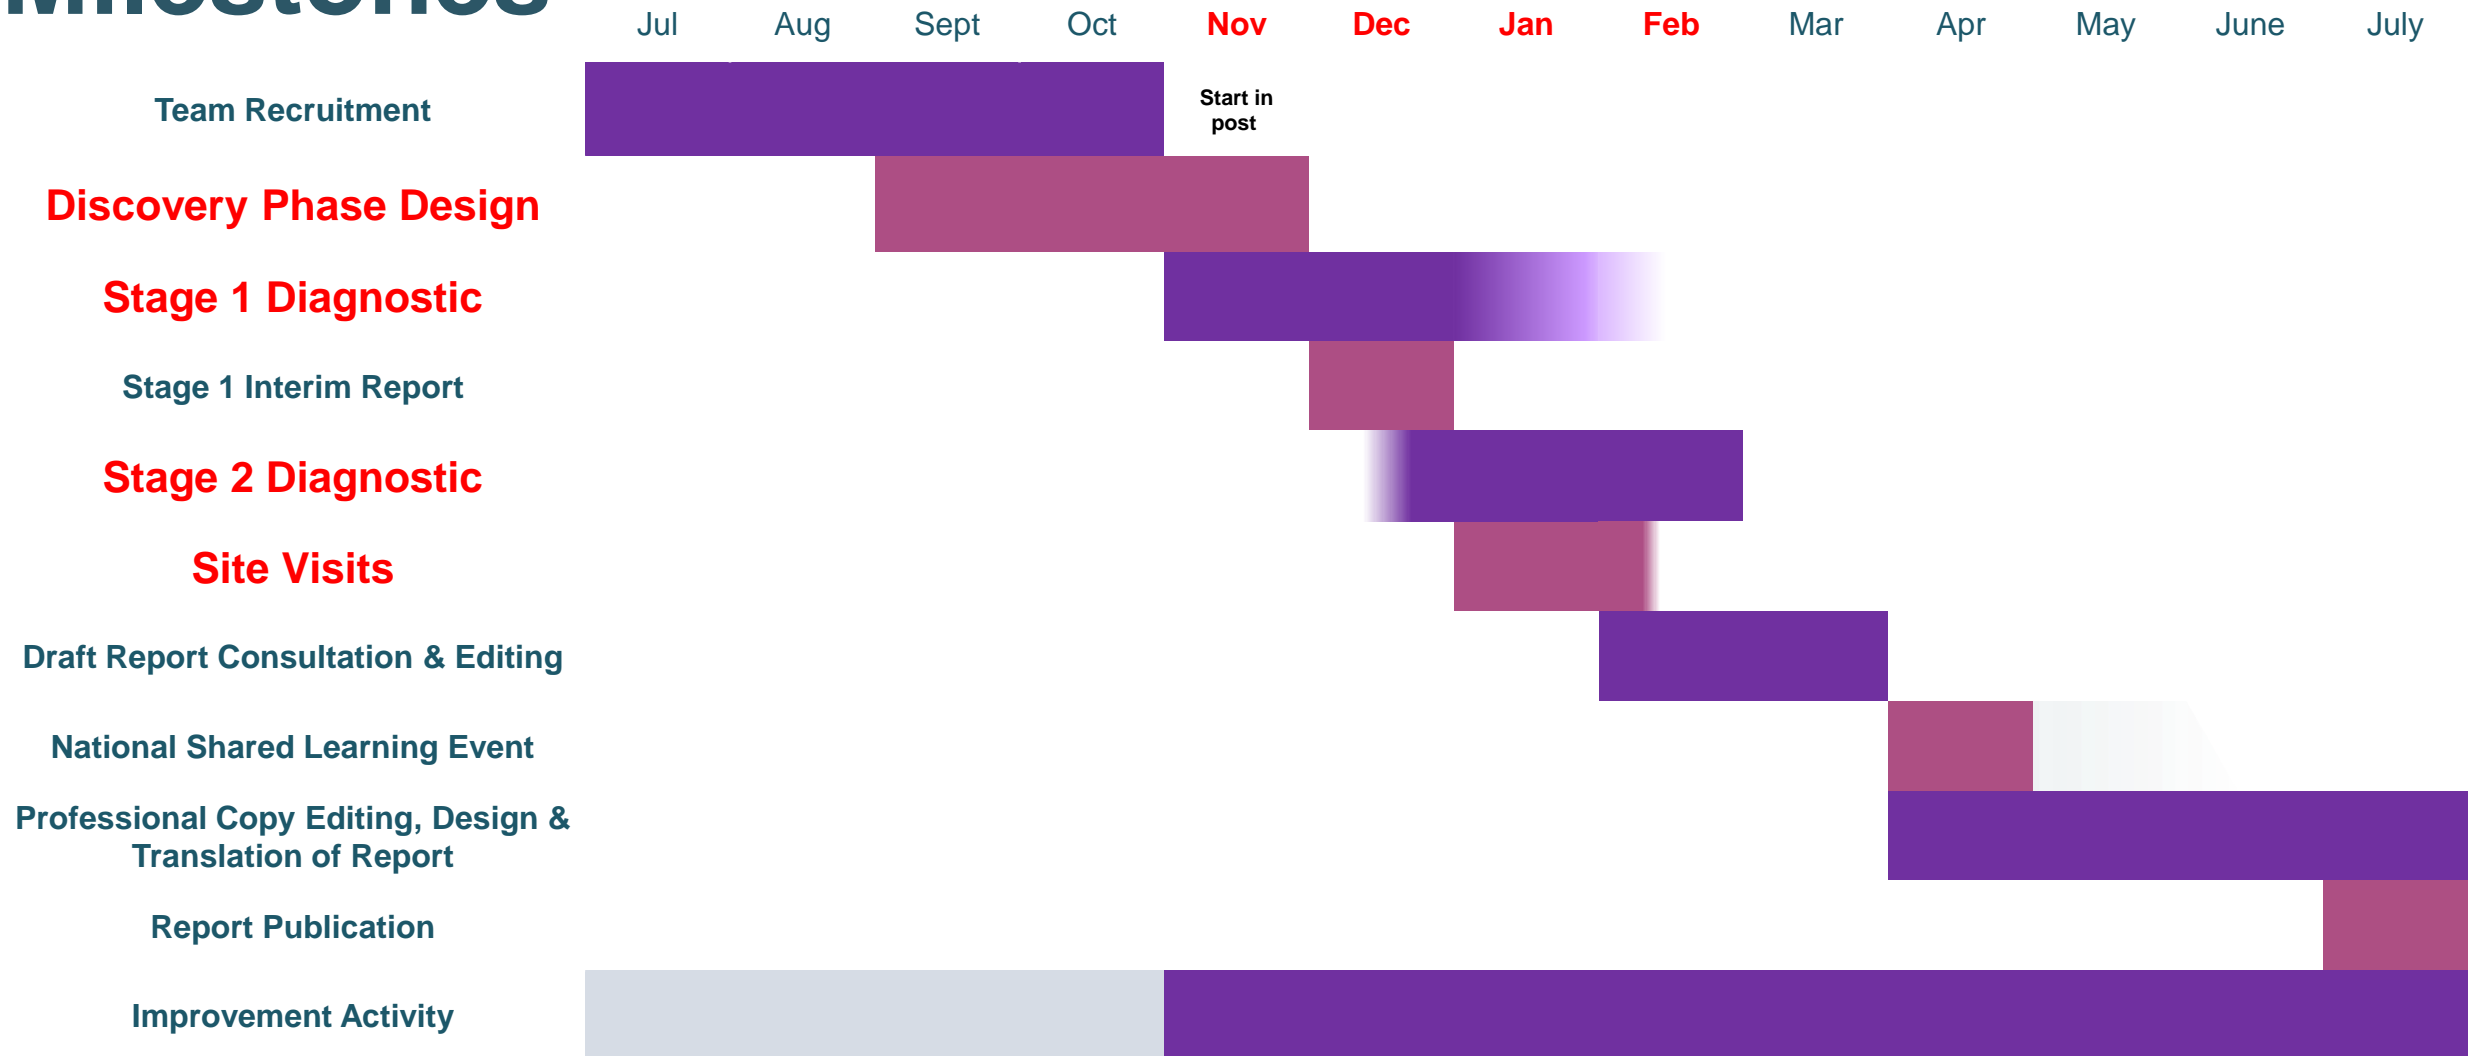 Milestones
Jul Aug Sept Oct Nov Dec Jan Feb Mar Apr May June July
Team Recruitment
Start in
post
Discovery Phase Design
Stage 1 Diagnostic
Stage 1 Interim Report
Stage 2 Diagnostic
Site Visits
Draft Report Consultation & Editing
National Shared Learning Event
Professional Copy Editing, Design &
Translation of Report
Report Publication
Improvement Activity